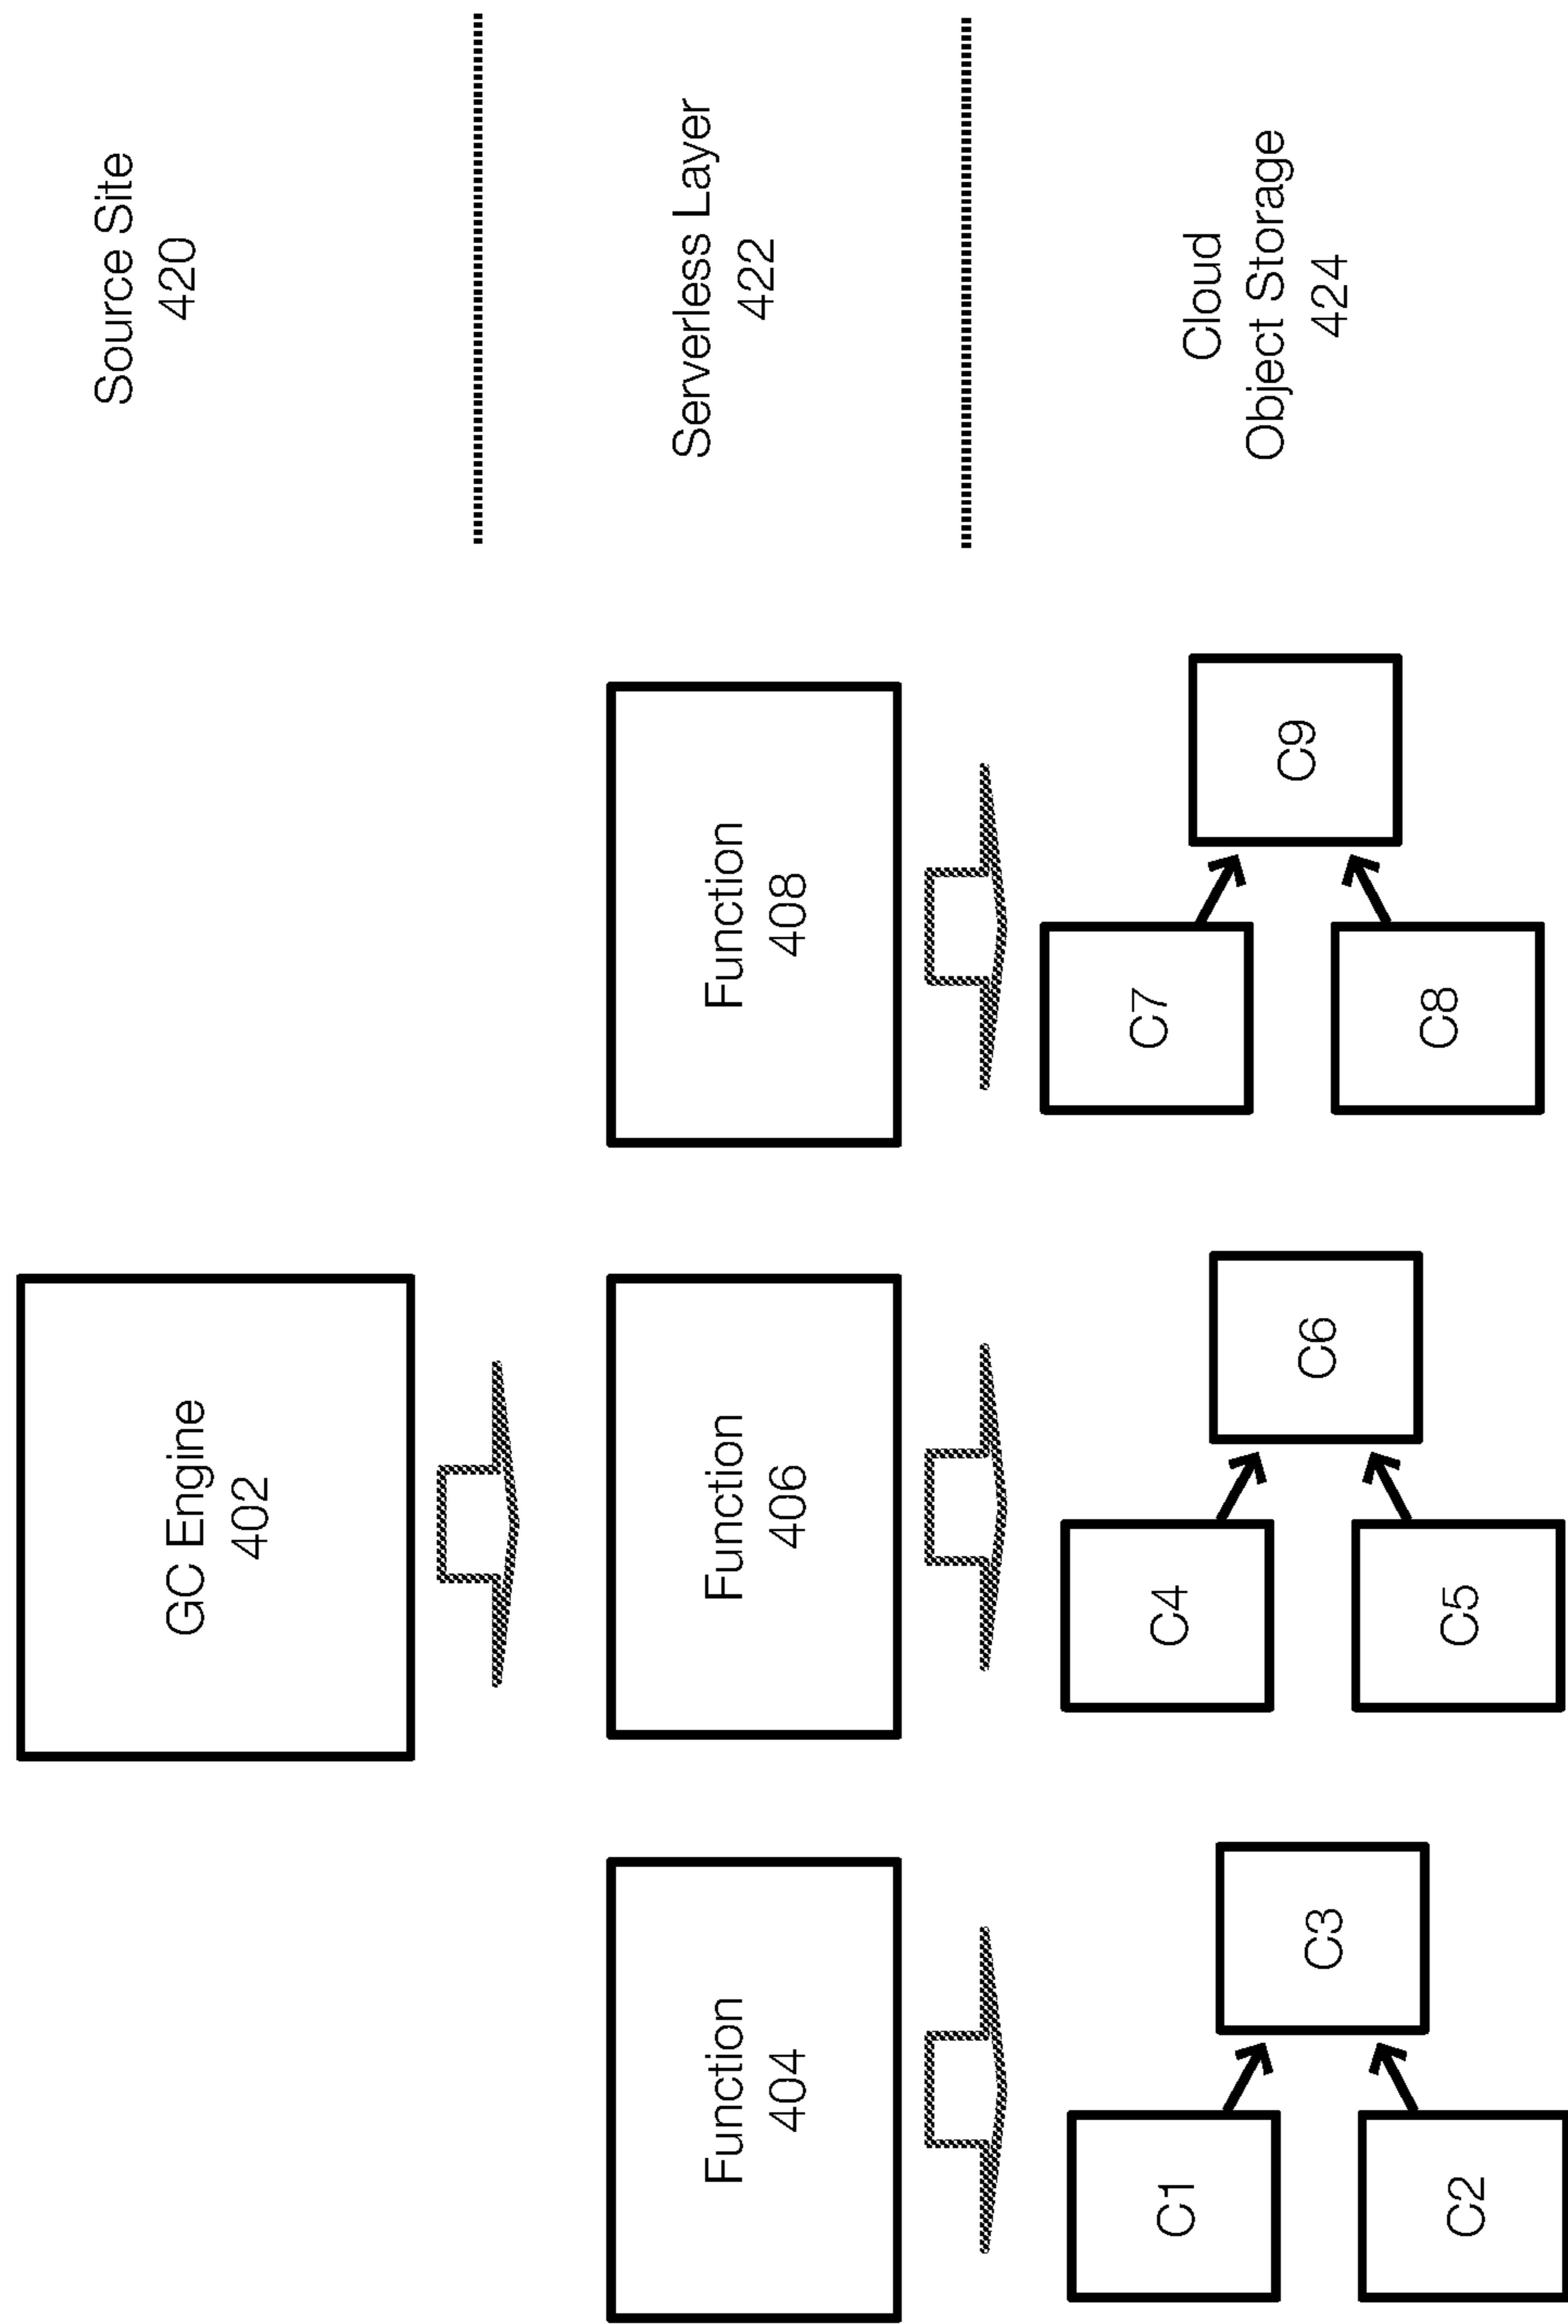 GC Engine
402
Source Site
420
Function
404
Function
406
Function
408
Serverless Layer
422
C1
C2
C3
C4
C5
C6
C7
C8
C9
Cloud
Object Storage
424